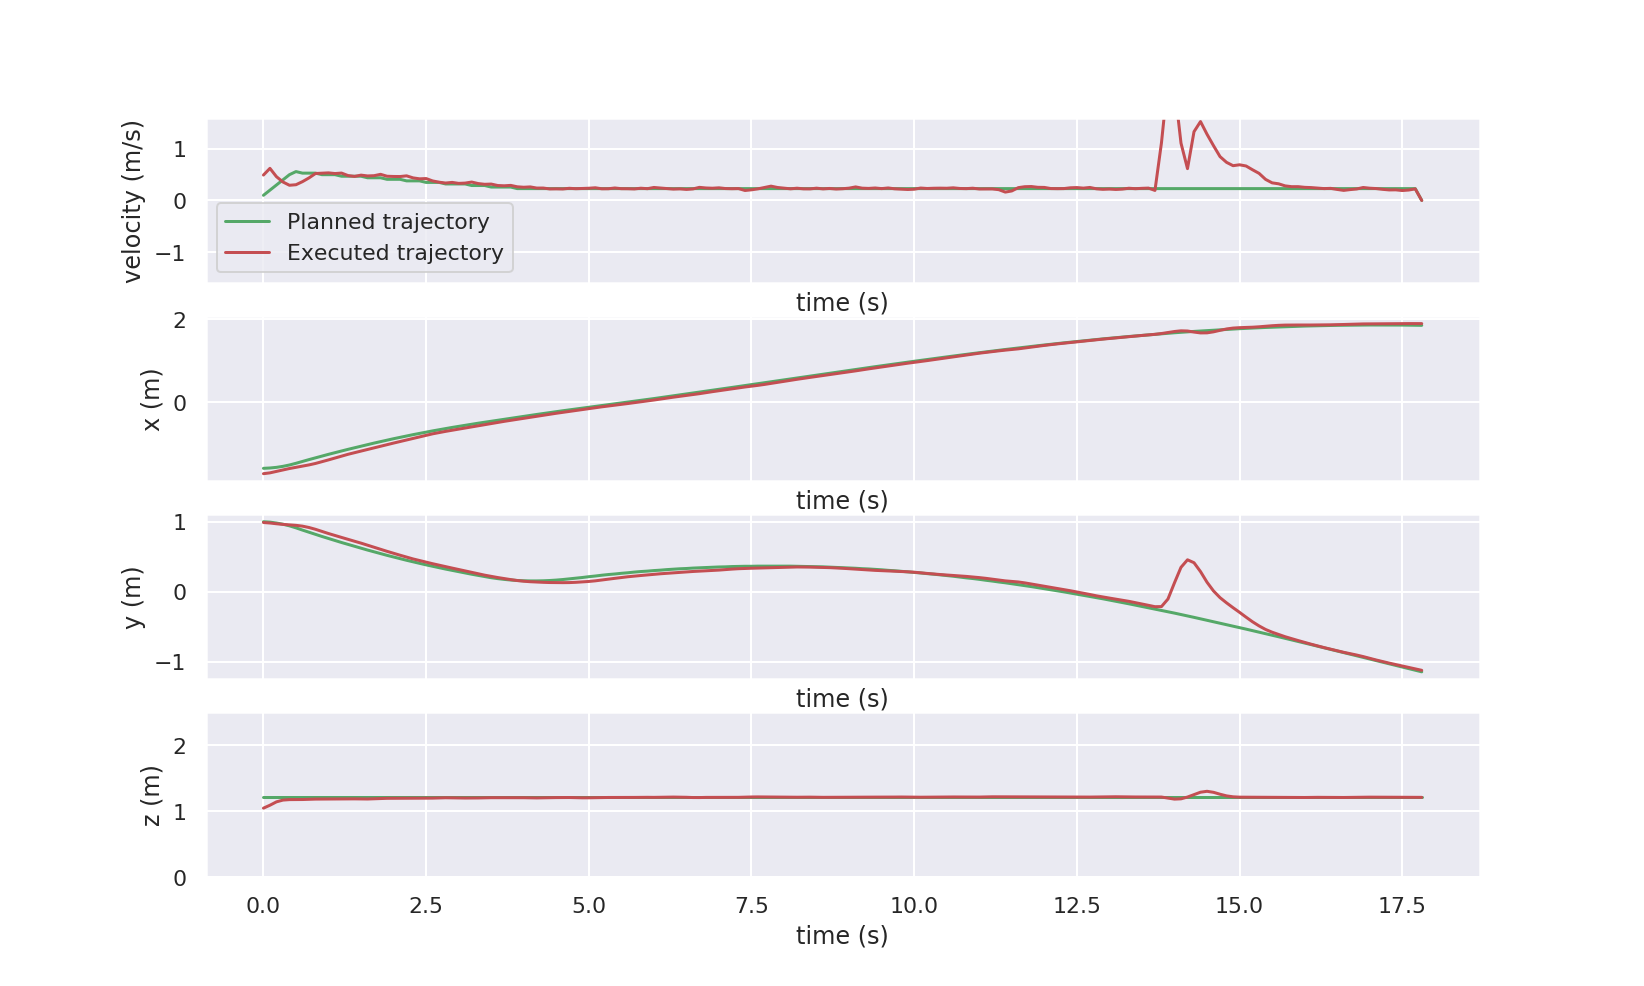 velocity (m/s)
1
0
−1
Planned trajectory
Executed trajectory
time (s)
x (m)
2
0
time (s)
y (m)
1
0
−1
time (s)
z (m)
2
1
0
0.0 2.5 5.0 7.5 10.0 12.5 15.0 17.5
time (s)